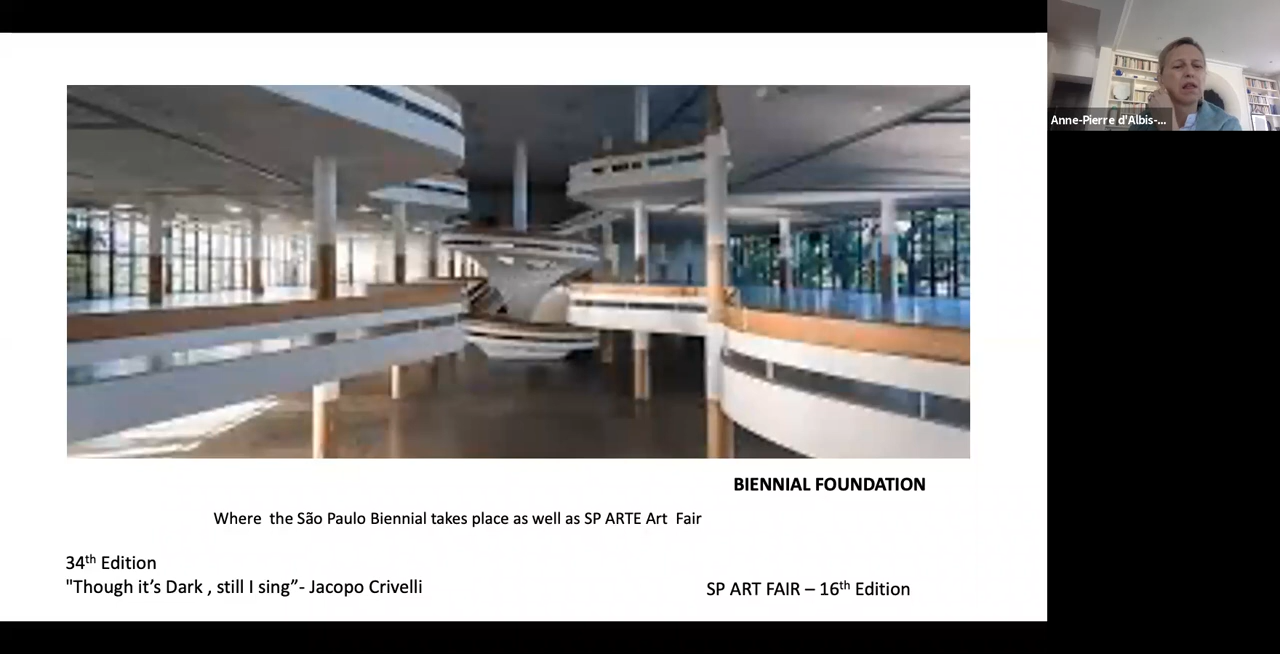 Anne-Pierre d'Albis-...
BIENNIAL FOUNDATION
Where the São Paulo Biennial takes place as well as SP ARTE Art Fair
34th Edition
"Though it’s Dark , still I sing”- Jacopo Crivelli
SP ART FAIR – 16th Edition